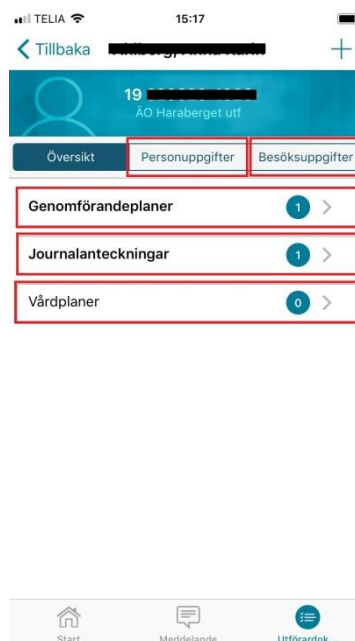 TELIA 15:17
Tillbaka
19
ÄO Haraberget utf
Översikt Personuppgifter Besöksuppgifter
Genomförandeplaner 1
Journalanteckningar 1
Vårdplaner 0
Start Meddelande Utförardok...